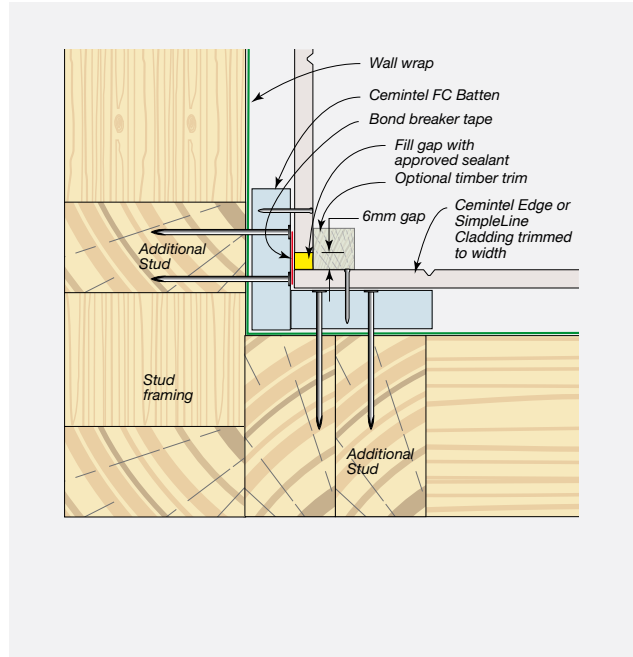 Wall wrap
Cemintel FC Batten
Bond breaker tape
Fill gap with
approved sealant
Optional timber trim
6mm gap
Cemintel Edge or
SimpleLine
Cladding trimmed
to width
Additional
Stud
Stud
framing
Additional
Stud